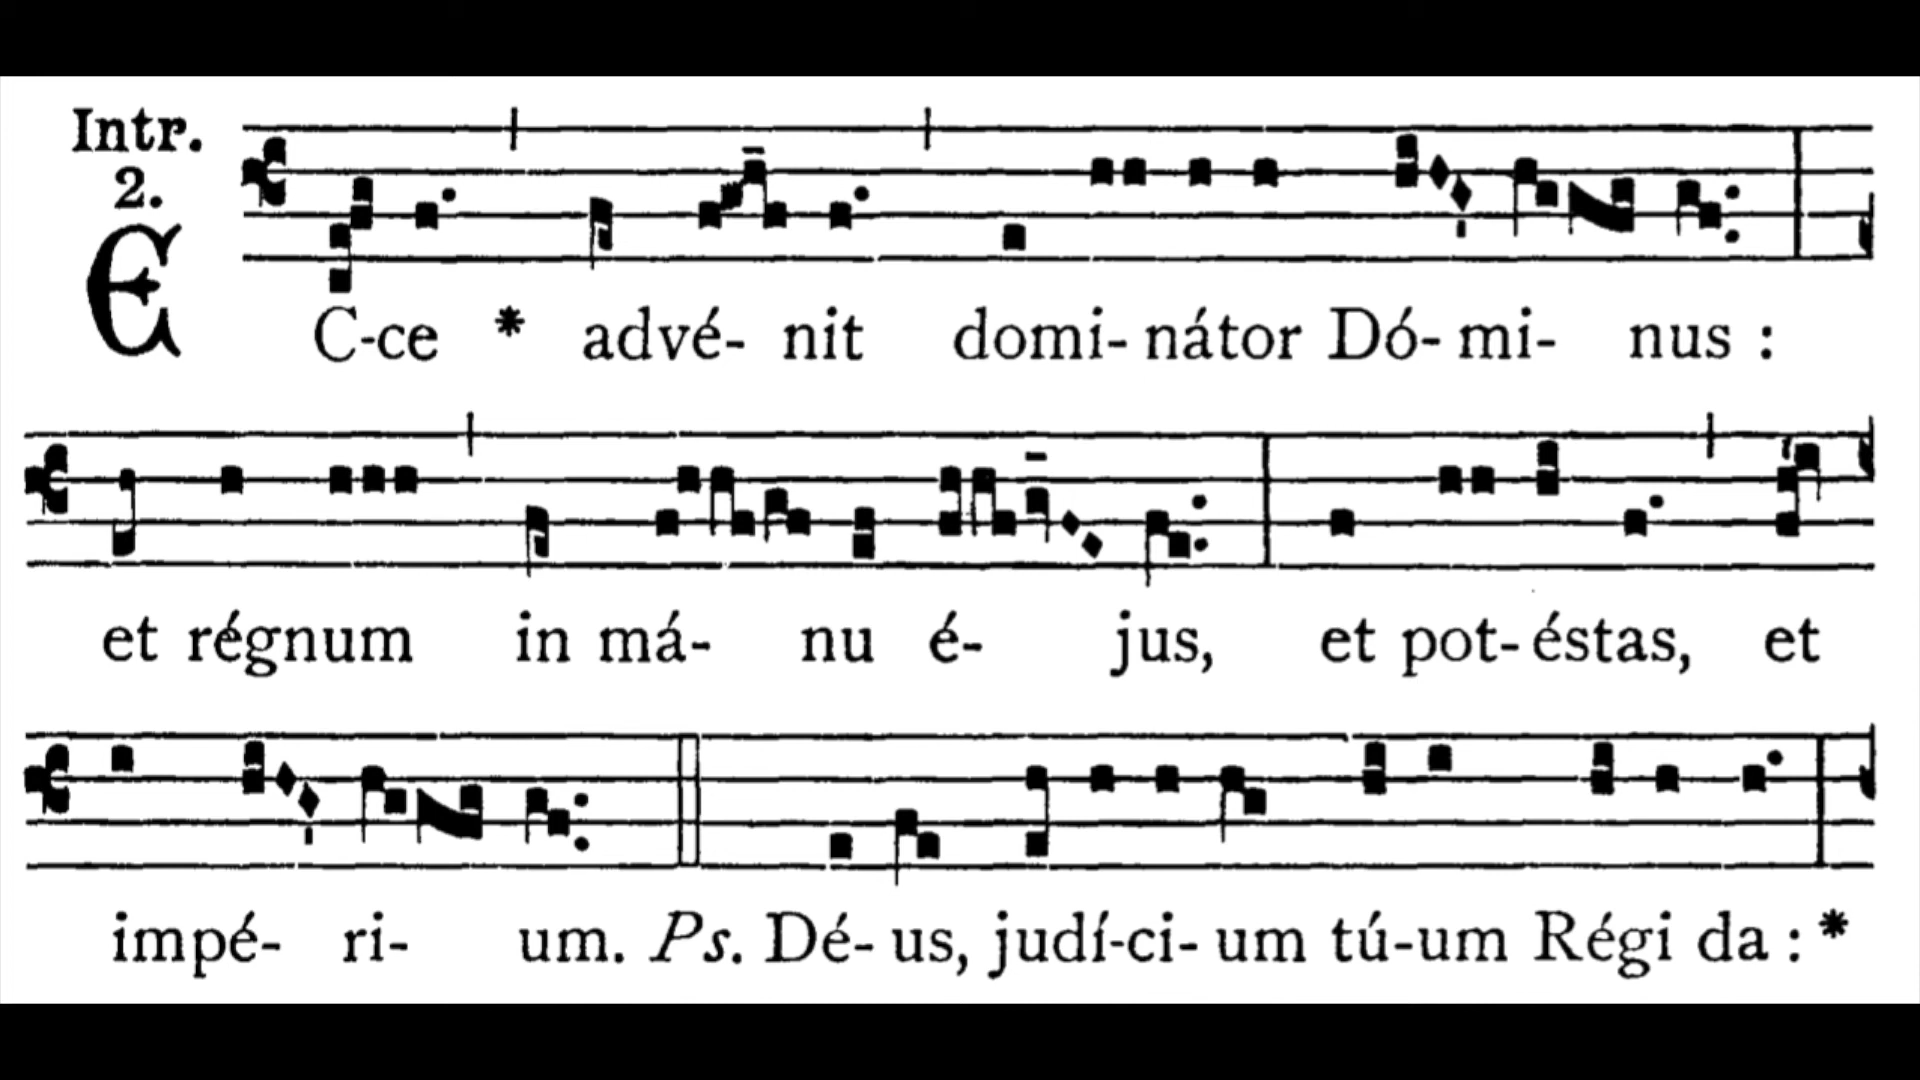 Intr.
2.
EC-ce * advé- nit domi- nátor Dó- mi- nus :
et régnum in má- nu é- jus, et pot- éstas, et
impé- ri- um. Ps. Dé- us, judí-ci- um tú-um Régi da : *